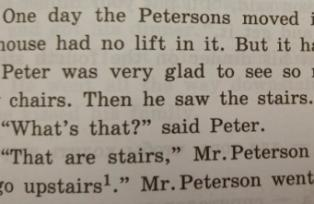 One day the Petersons moved
house had no lift in it. But it
Peter was very glad to see so
chairs. Then he saw the stairs.
"What's that?" said Peter.
"That are stairs," Mr. Peterson
go upstairs¹." Mr. Peterson went